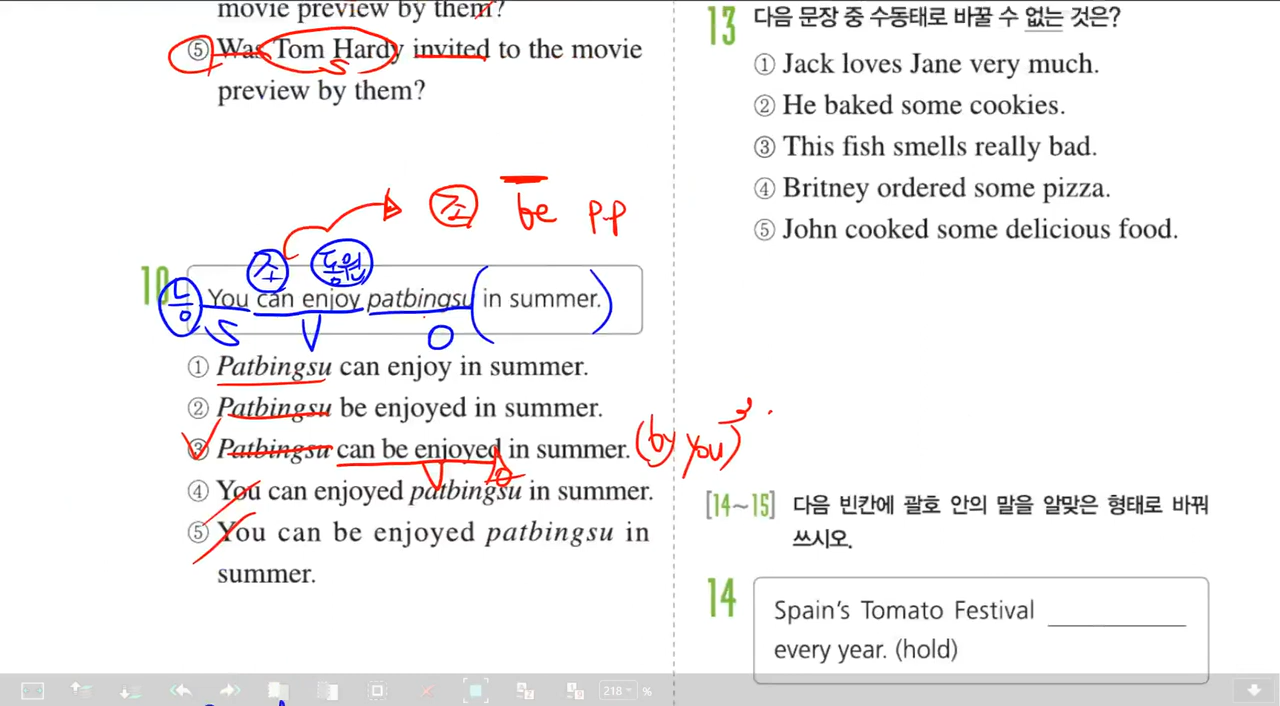 movie preview by them?
⑤ Was Tom Hardy invited to the movie
S
preview by them?
조 be p.p
조 동원
10 능 You can enjoy patbingsu (in summer.)
S V O
① Patbingsu can enjoy in summer.
② Patbingsu be enjoyed in summer.
③ Patbingsu can be enjoyed in summer. (by you)
V
④ You can enjoyed patbingsu in summer.
⑤ You can be enjoyed patbingsu in
summer.
13 다음 문장 중 수동태로 바꿀 수 없는 것은?
① Jack loves Jane very much.
② He baked some cookies.
③ This fish smells really bad.
④ Britney ordered some pizza.
⑤ John cooked some delicious food.
[14~15] 다음 빈칸에 괄호 안의 말을 알맞은 형태로 바꿔
쓰시오.
14 Spain's Tomato Festival ____________
every year. (hold)
218 %